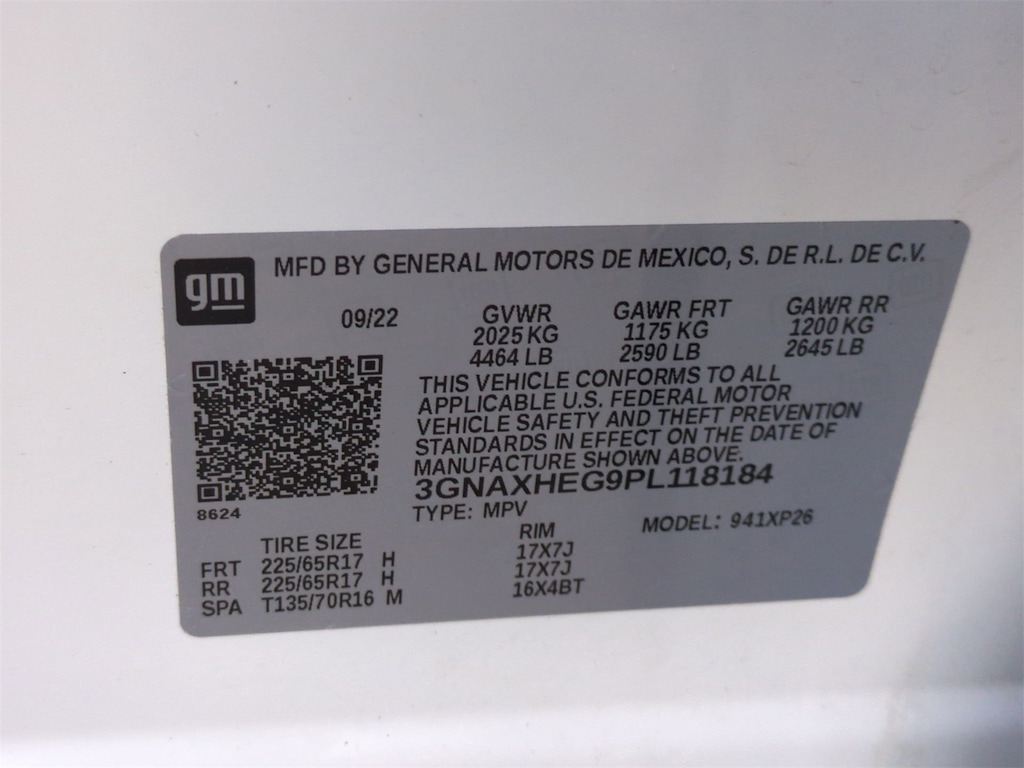 gm
MFD BY GENERAL MOTORS DE MEXICO, S. DE R.L. DE C.V.
09/22 GVWR GAWR FRT GAWR RR
2025 KG 1175 KG 1200 KG
4464 LB 2590 LB 2645 LB
THIS VEHICLE CONFORMS TO ALL
APPLICABLE U.S. FEDERAL MOTOR
VEHICLE SAFETY AND THEFT PREVENTION
STANDARDS IN EFFECT ON THE DATE OF
MANUFACTURE SHOWN ABOVE.
3GNAXHEG9PL118184
8624
TYPE: MPV MODEL: 941XP26
TIRE SIZE RIM
FRT 225/65R17 H 17X7J
RR 225/65R17 H 17X7J
SPA T135/70R16 M 16X4BT